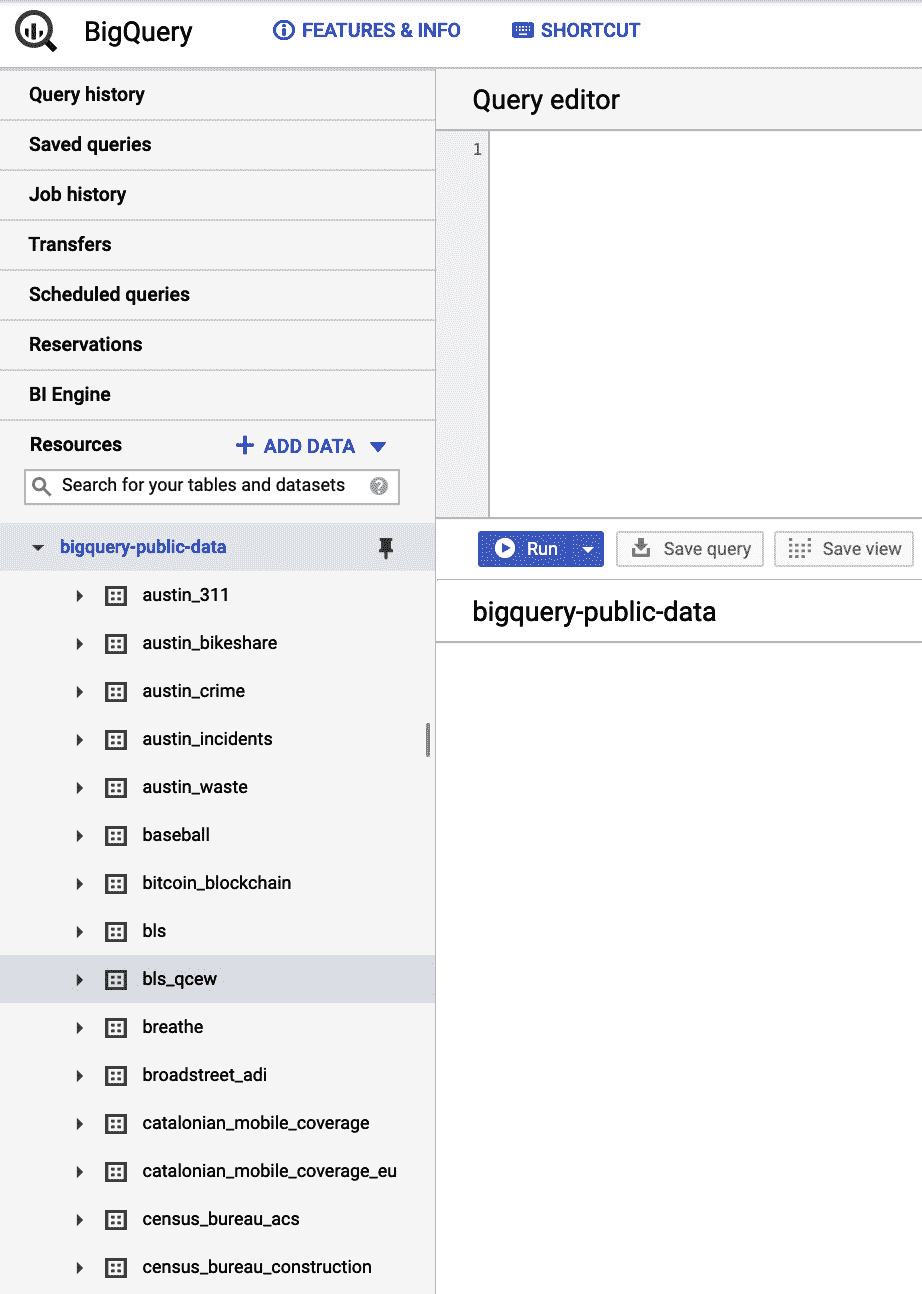 BigQuery
FEATURES & INFO
SHORTCUT
Query history
Saved queries
Job history
Transfers
Scheduled queries
Reservations
BI Engine
Resources
ADD DATA
Search for your tables and datasets
bigquery-public-data
austin_311
austin_bikeshare
austin_crime
austin_incidents
austin_waste
baseball
bitcoin_blockchain
bls
bls_qcew
breathe
broadstreet_adi
catalonian_mobile_coverage
catalonian_mobile_coverage_eu
census_bureau_acs
census_bureau_construction
Query editor
1
Run
Save query
Save view
bigquery-public-data